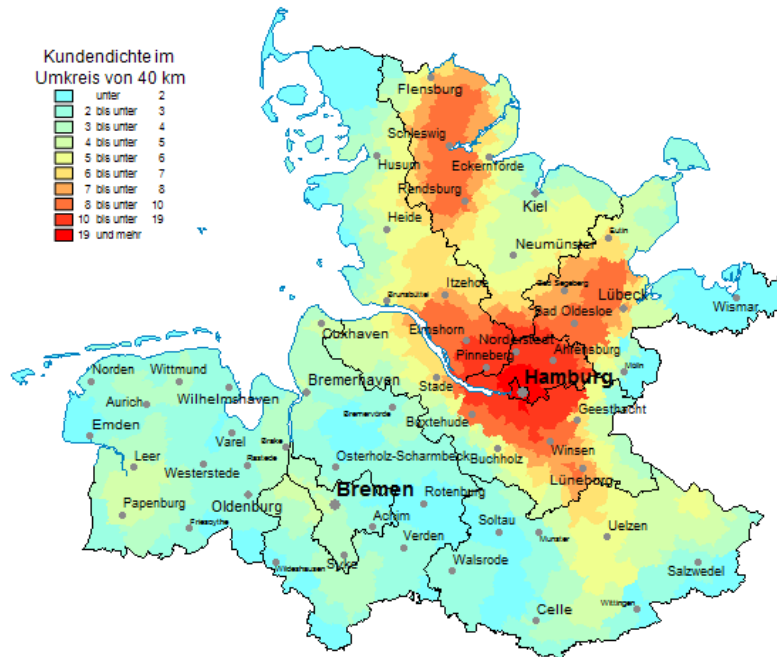 Kundendichte im
Umkreis von 40 km
unter 2
2 bis unter 3
3 bis unter 4
4 bis unter 5
5 bis unter 6
6 bis unter 7
7 bis unter 8
8 bis unter 10
10 bis unter 19
19 und mehr
Flensburg
Schleswig
Husum
Eckernförde
Rendsburg
Kiel
Heide
Eutin
Neumünster
Itzehoe
Bad Segeberg
Brunsbüttel
Lübeck
Wismar
Bad Oldesloe
Cuxhaven
Elmshorn
Norderstedt
Pinneberg
Ahrensburg
Mölln
Norden
Wittmund
Bremerhaven
Stade
Hamburg
Aurich
Wilhelmshaven
Bremervörde
Buxtehude
Geesthacht
Emden
Varel
Brake
Osterholz-Scharmbeck
Buchholz
Winsen
Leer
Westerstede
Rastede
Lüneborg
Bremen
Rotenburg
Papenburg
Oldenburg
Friesoythe
Achim
Soltau
Uelzen
Verden
Munster
Wildeshausen
Syke
Walsrode
Salzwedel
Celle
Wittingen